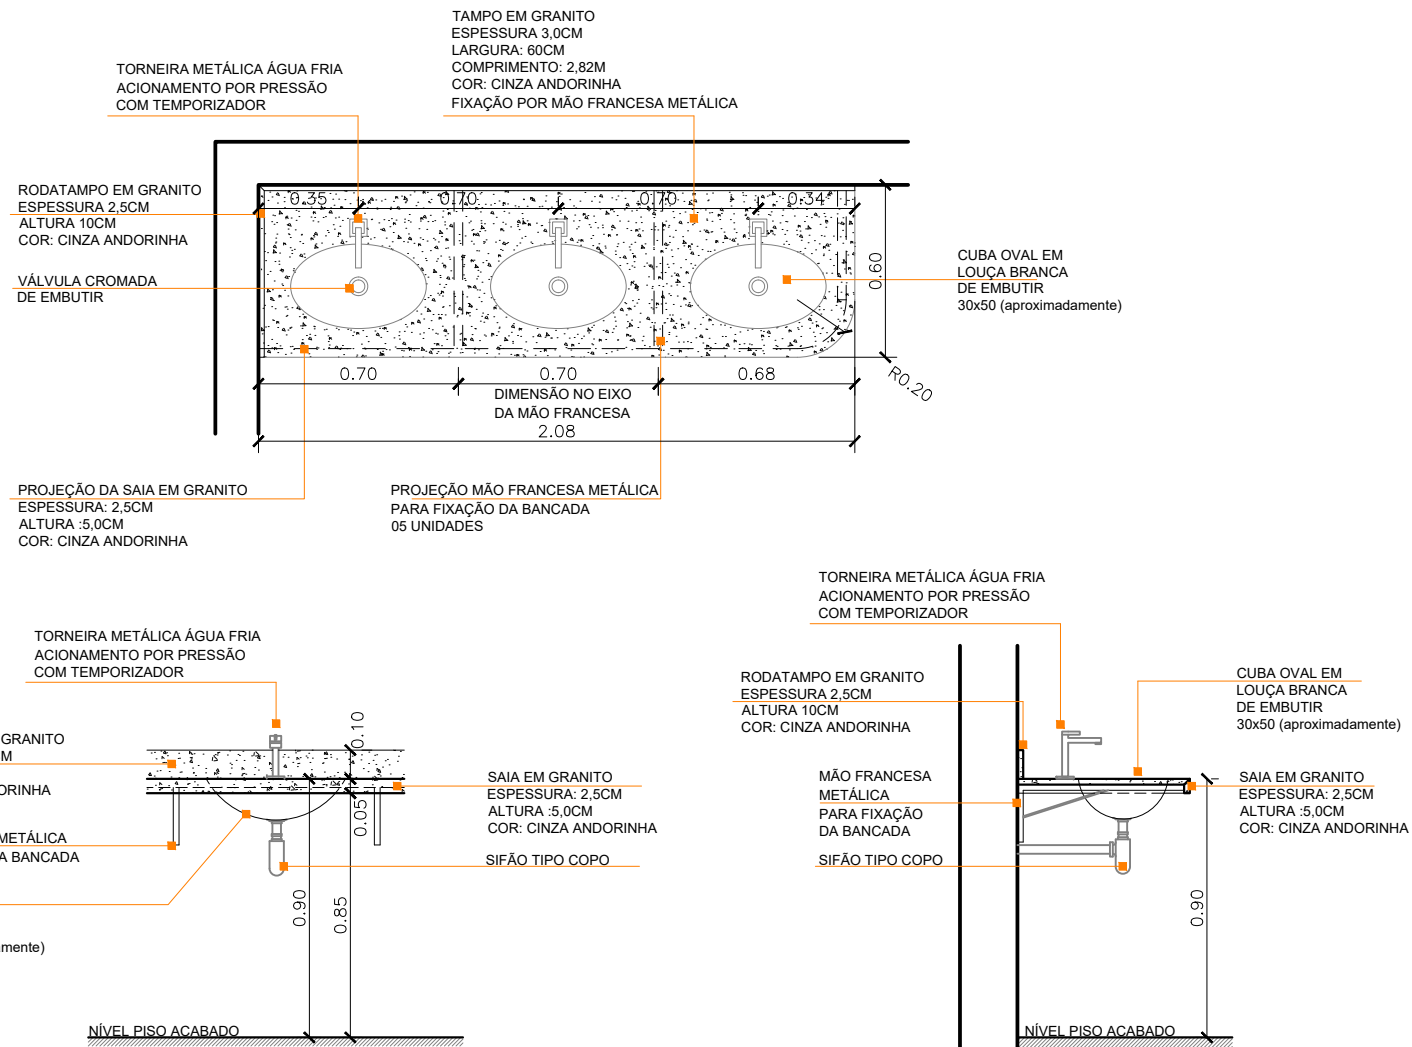 TAMPO EM GRANITO
ESPESSURA 3,0CM
LARGURA: 60CM
COMPRIMENTO: 2,82M
COR: CINZA ANDORINHA
FIXAÇÃO POR MÃO FRANCESA METÁLICA
TORNEIRA METÁLICA ÁGUA FRIA
ACIONAMENTO POR PRESSÃO
COM TEMPORIZADOR
RODATAMPO EM GRANITO
ESPESSURA 2,5CM
ALTURA 10CM
COR: CINZA ANDORINHA
VÁLVULA CROMADA
DE EMBUTIR
0.35
0.70
0.70
0.34
0.60
CUBA OVAL EM
LOUÇA BRANCA
DE EMBUTIR
30x50 (aproximadamente)
R0.20
0.70
0.70
0.68
DIMENSÃO NO EIXO
DA MÃO FRANCESA
2.08
PROJEÇÃO DA SAIA EM GRANITO
ESPESSURA: 2,5CM
ALTURA :5,0CM
COR: CINZA ANDORINHA
PROJEÇÃO MÃO FRANCESA METÁLICA
PARA FIXAÇÃO DA BANCADA
05 UNIDADES
TORNEIRA METÁLICA ÁGUA FRIA
ACIONAMENTO POR PRESSÃO
COM TEMPORIZADOR
GRANITO
M
ORINHA
METÁLICA
A BANCADA
amente)
0.10
0.05
0.90
0.85
SAIA EM GRANITO
ESPESSURA: 2,5CM
ALTURA :5,0CM
COR: CINZA ANDORINHA
SIFÃO TIPO COPO
NÍVEL PISO ACABADO
TORNEIRA METÁLICA ÁGUA FRIA
ACIONAMENTO POR PRESSÃO
COM TEMPORIZADOR
RODATAMPO EM GRANITO
ESPESSURA 2,5CM
ALTURA 10CM
COR: CINZA ANDORINHA
MÃO FRANCESA
METÁLICA
PARA FIXAÇÃO
DA BANCADA
SIFÃO TIPO COPO
CUBA OVAL EM
LOUÇA BRANCA
DE EMBUTIR
30x50 (aproximadamente)
SAIA EM GRANITO
ESPESSURA: 2,5CM
ALTURA :5,0CM
COR: CINZA ANDORINHA
0.90
NÍVEL PISO ACABADO